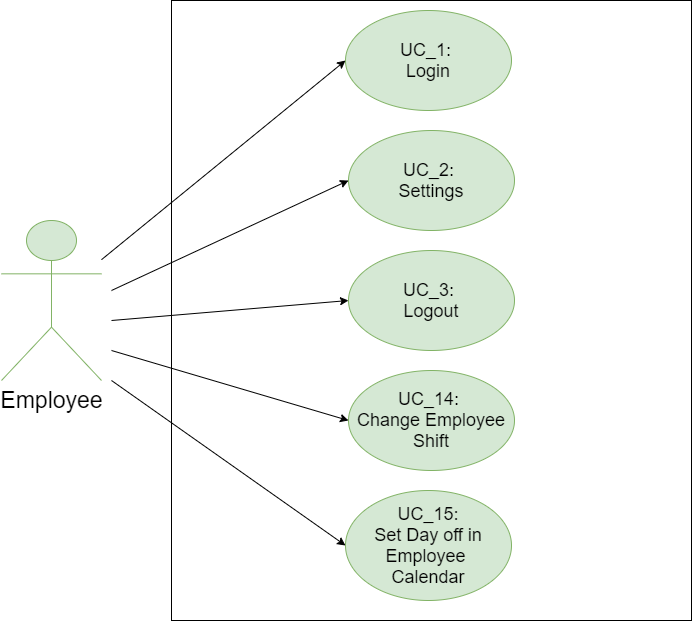 UC_1:
Login
UC_2:
Settings
UC_3:
Logout
Employee
UC_14:
Change Employee
Shift
UC_15:
Set Day off in
Employee
Calendar